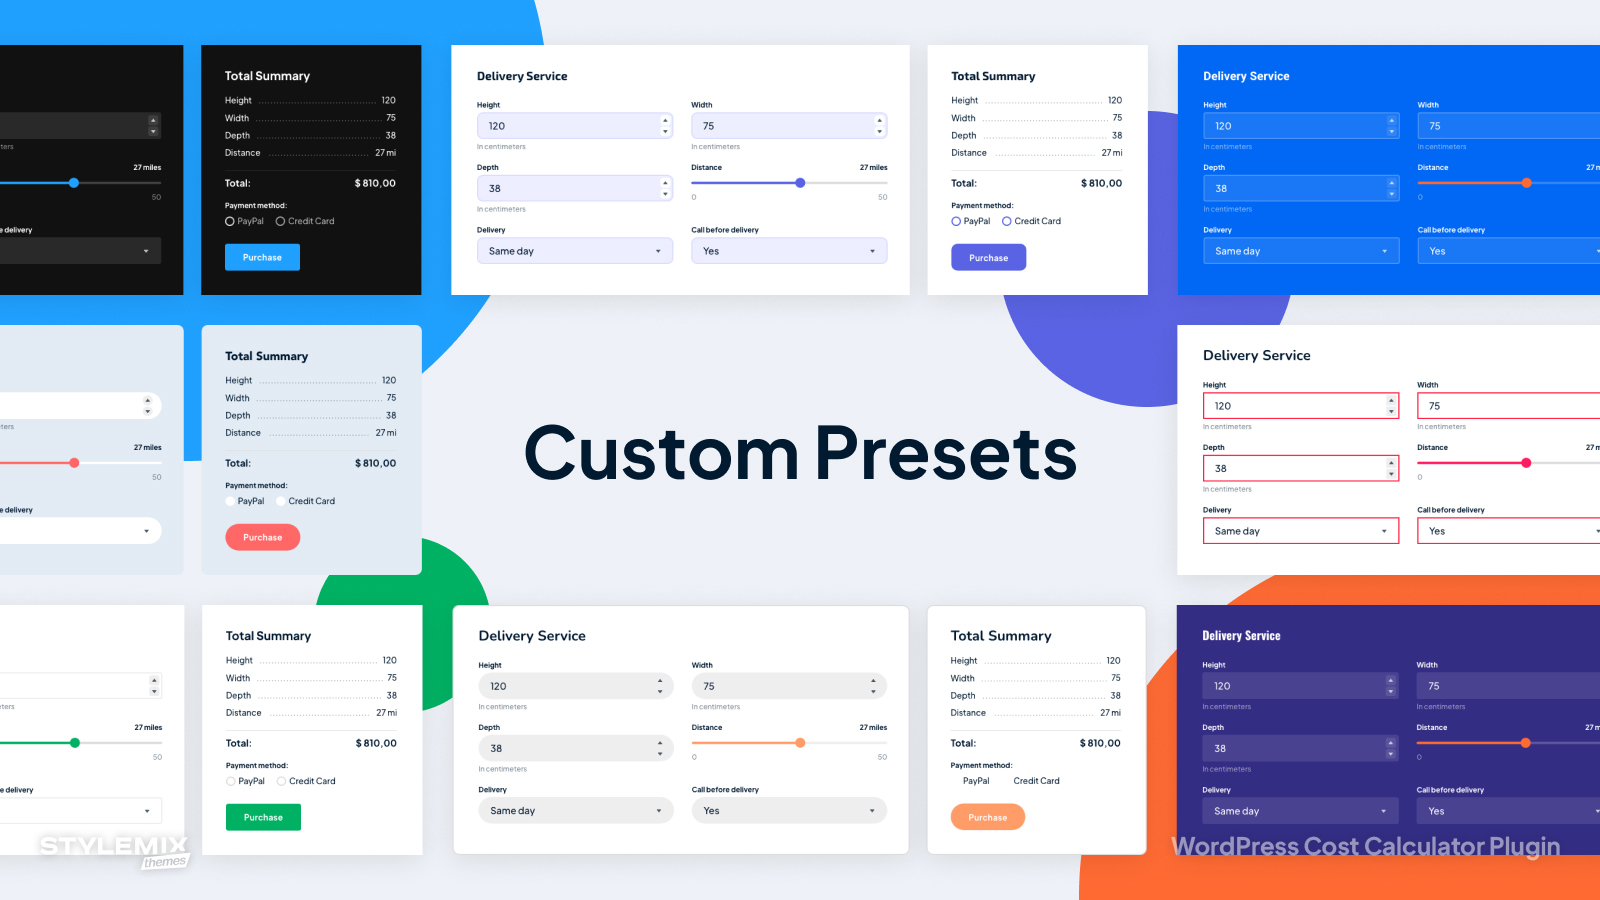 27 miles
50
Total Summary
Height 120
Width 75
Depth 38
Distance 27 mi
Total: $ 810,00
Payment method:
PayPal Credit Card
Purchase
Delivery Service
Height Width
120 75
In centimeters In centimeters
Depth Distance 27 miles
38
In centimeters 0 50
Delivery Call before delivery
Same day Yes
Total Summary
Height 120
Width 75
Depth 38
Distance 27 mi
Total: $ 810,00
Payment method:
PayPal Credit Card
Purchase
Delivery Service
Height Width
120 75
In centimeters In centimeters
Depth Distance 27 m
38
In centimeters 0
Delivery Call before delivery
Same day Yes
27 miles
50
e delivery
Total Summary
Height 120
Width 75
Depth 38
Distance 27 mi
Total: $ 810,00
Payment method:
PayPal Credit Card
Purchase
Custom Presets
Delivery Service
Height Width
120 75
In centimeters In centimeters
Depth Distance 27 m
38
In centimeters 0
Delivery Call before delivery
Same day Yes
27 miles
50
e delivery
Total Summary
Height 120
Width 75
Depth 38
Distance 27 mi
Total: $ 810,00
Payment method:
PayPal Credit Card
Purchase
Delivery Service
Height Width
120 75
In centimeters In centimeters
Depth Distance 27 miles
38
In centimeters 0 50
Delivery Call before delivery
Same day Yes
Total Summary
Height 120
Width 75
Depth 38
Distance 27 mi
Total: $ 810,00
Payment method:
PayPal Credit Card
Purchase
Delivery Service
Height Width
120 75
In centimeters In centimeters
Depth Distance 27 m
38
In centimeters 0
Delivery Call before delivery
Same day Yes
STYLEMIX
themes
WordPress Cost Calculator Plugin